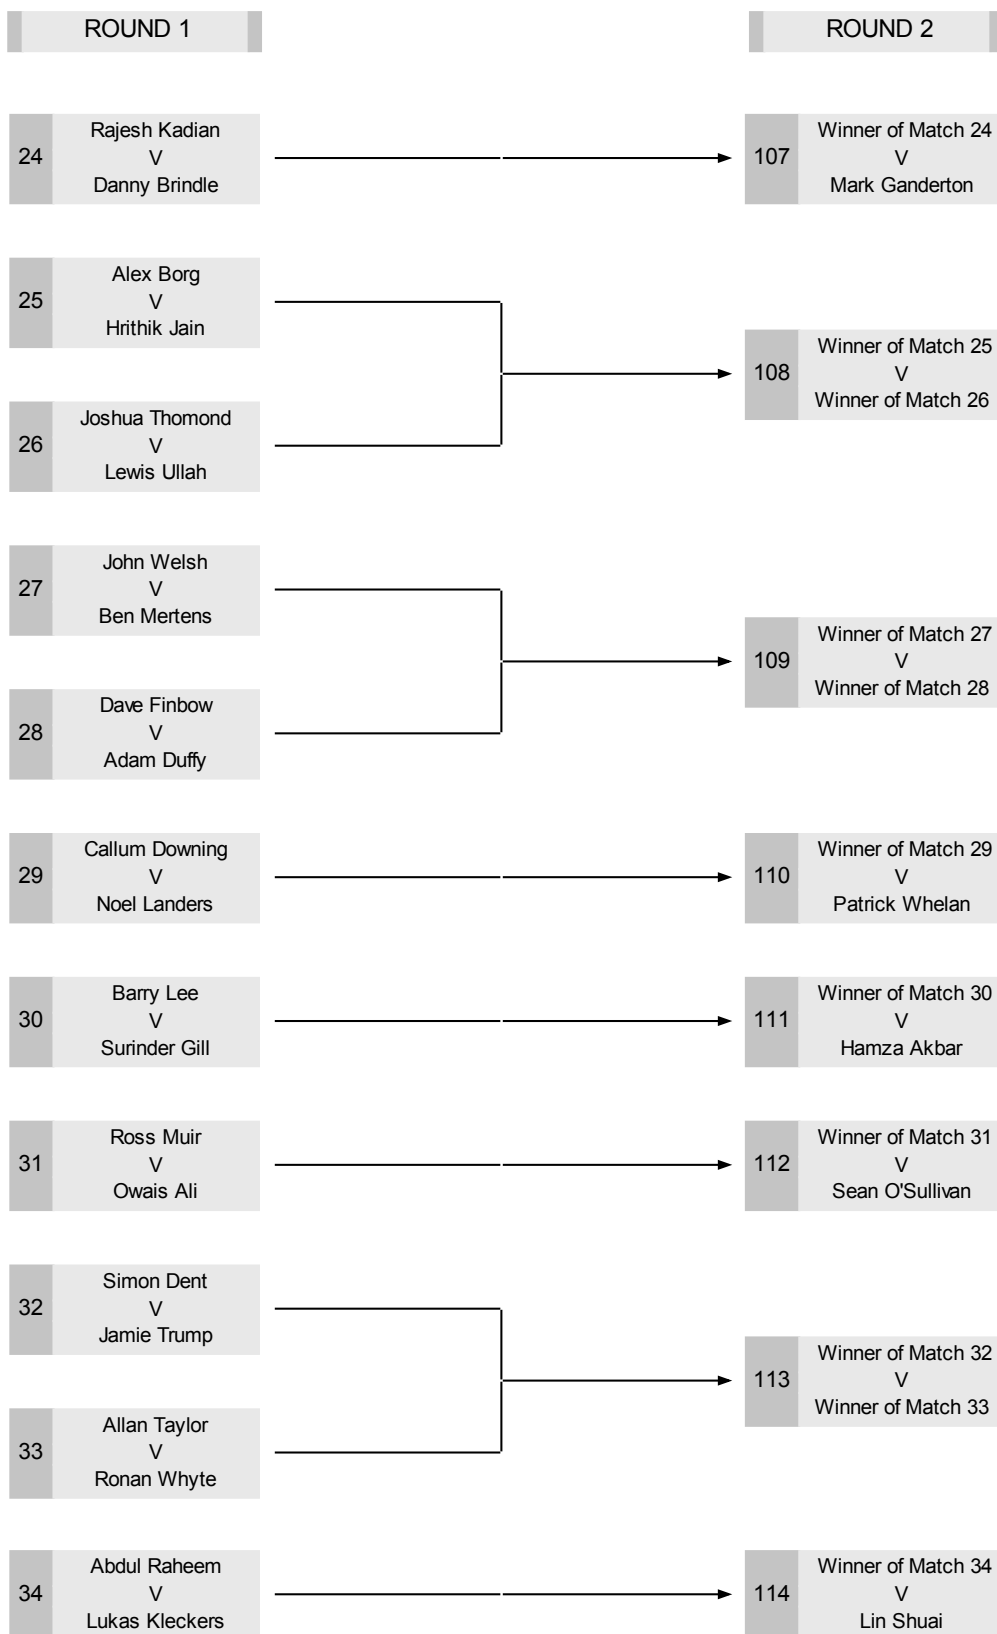 ROUND 1
ROUND 2
24
Rajesh Kadian
V
Danny Brindle
107
Winner of Match 24
V
Mark Ganderton
25
Alex Borg
V
Hrithik Jain
108
Winner of Match 25
V
Winner of Match 26
26
Joshua Thomond
V
Lewis Ullah
27
John Welsh
V
Ben Mertens
109
Winner of Match 27
V
Winner of Match 28
28
Dave Finbow
V
Adam Duffy
29
Callum Downing
V
Noel Landers
110
Winner of Match 29
V
Patrick Whelan
30
Barry Lee
V
Surinder Gill
111
Winner of Match 30
V
Hamza Akbar
31
Ross Muir
V
Owais Ali
112
Winner of Match 31
V
Sean O'Sullivan
32
Simon Dent
V
Jamie Trump
113
Winner of Match 32
V
Winner of Match 33
33
Allan Taylor
V
Ronan Whyte
34
Abdul Raheem
V
Lukas Kleckers
114
Winner of Match 34
V
Lin Shuai